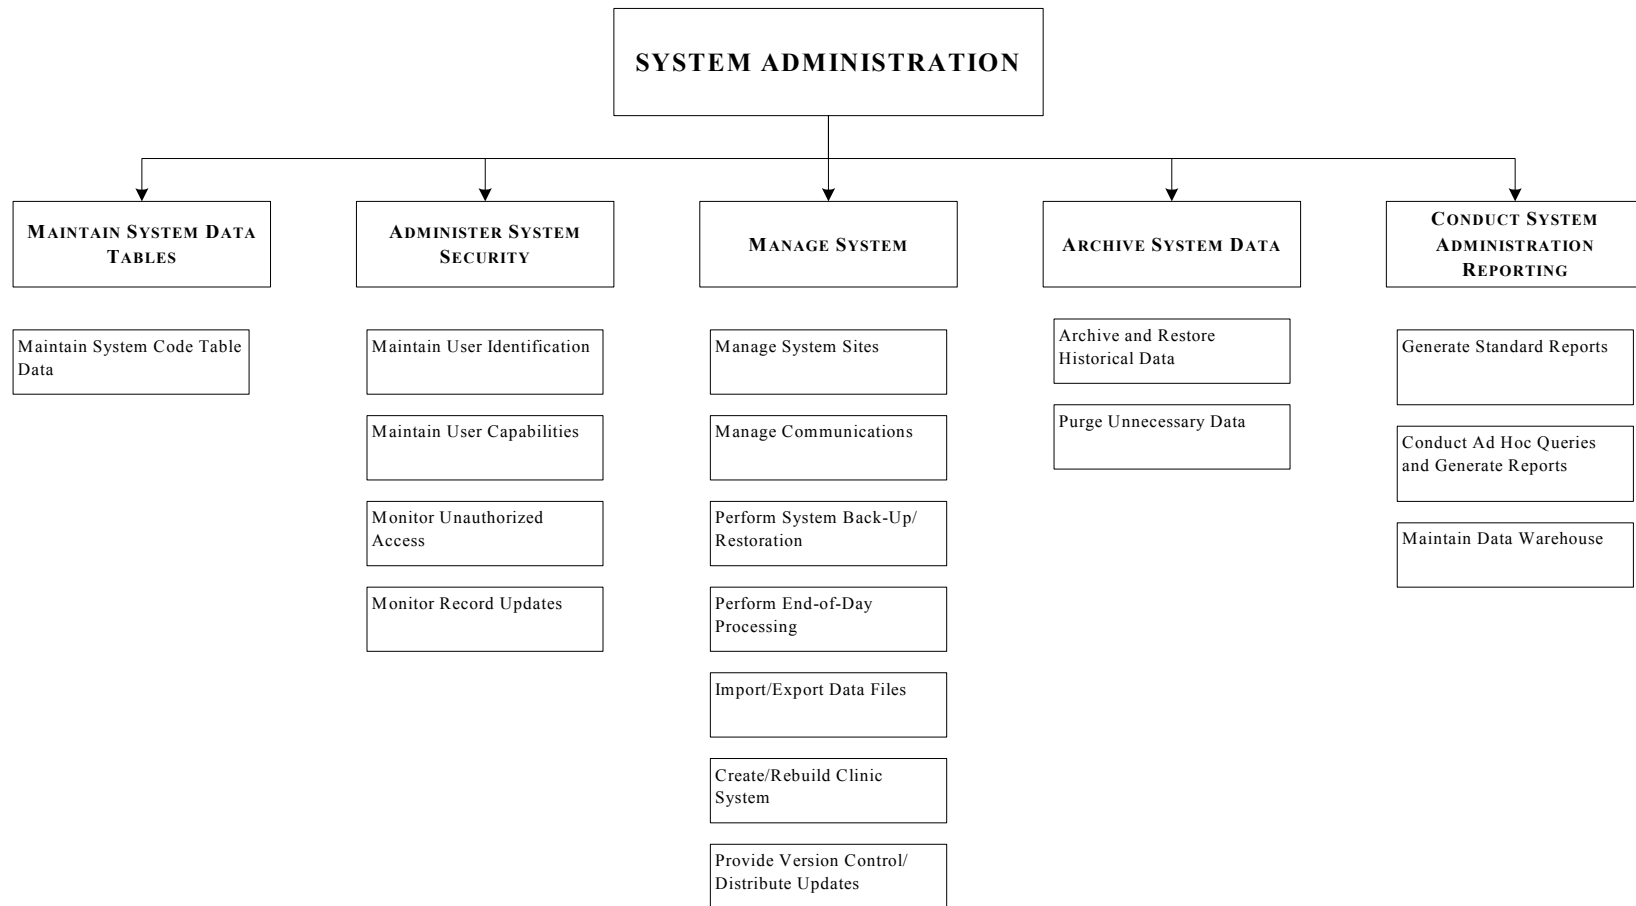 SYSTEM ADMINISTRATION
MAINTAIN SYSTEM DATA
TABLES
ADMINISTER SYSTEM
SECURITY
MANAGE SYSTEM
ARCHIVE SYSTEM DATA
CONDUCT SYSTEM
ADMINISTRATION
REPORTING
Maintain System Code Table
Data
Maintain User Identification
Maintain User Capabilities
Monitor Unauthorized
Access
Monitor Record Updates
Manage System Sites
Manage Communications
Perform System Back-Up/
Restoration
Perform End-of-Day
Processing
Import/Export Data Files
Create/Rebuild Clinic
System
Provide Version Control/
Distribute Updates
Archive and Restore
Historical Data
Purge Unnecessary Data
Generate Standard Reports
Conduct Ad Hoc Queries
and Generate Reports
Maintain Data Warehouse